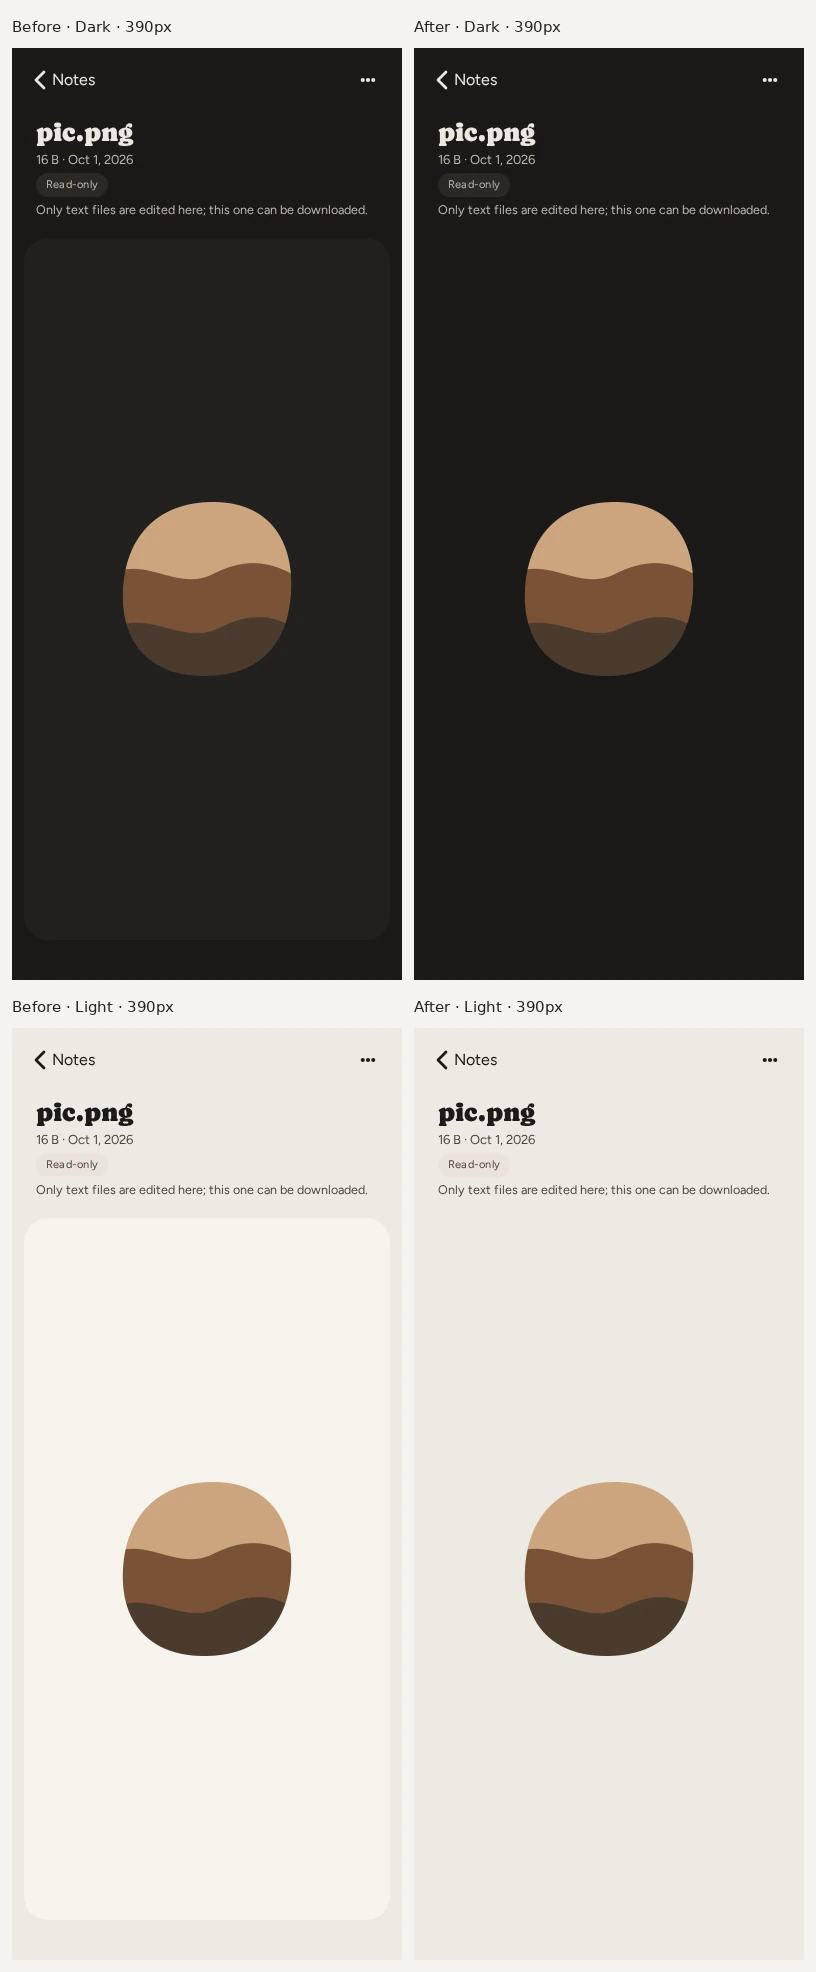 Before · Dark · 390px
Notes
pic.png
16 B · Oct 1, 2026
Read-only
Only text files are edited here; this one can be downloaded.
After · Dark · 390px
Notes
pic.png
16 B · Oct 1, 2026
Read-only
Only text files are edited here; this one can be downloaded.
Before · Light · 390px
Notes
pic.png
16 B · Oct 1, 2026
Read-only
Only text files are edited here; this one can be downloaded.
After · Light · 390px
Notes
pic.png
16 B · Oct 1, 2026
Read-only
Only text files are edited here; this one can be downloaded.